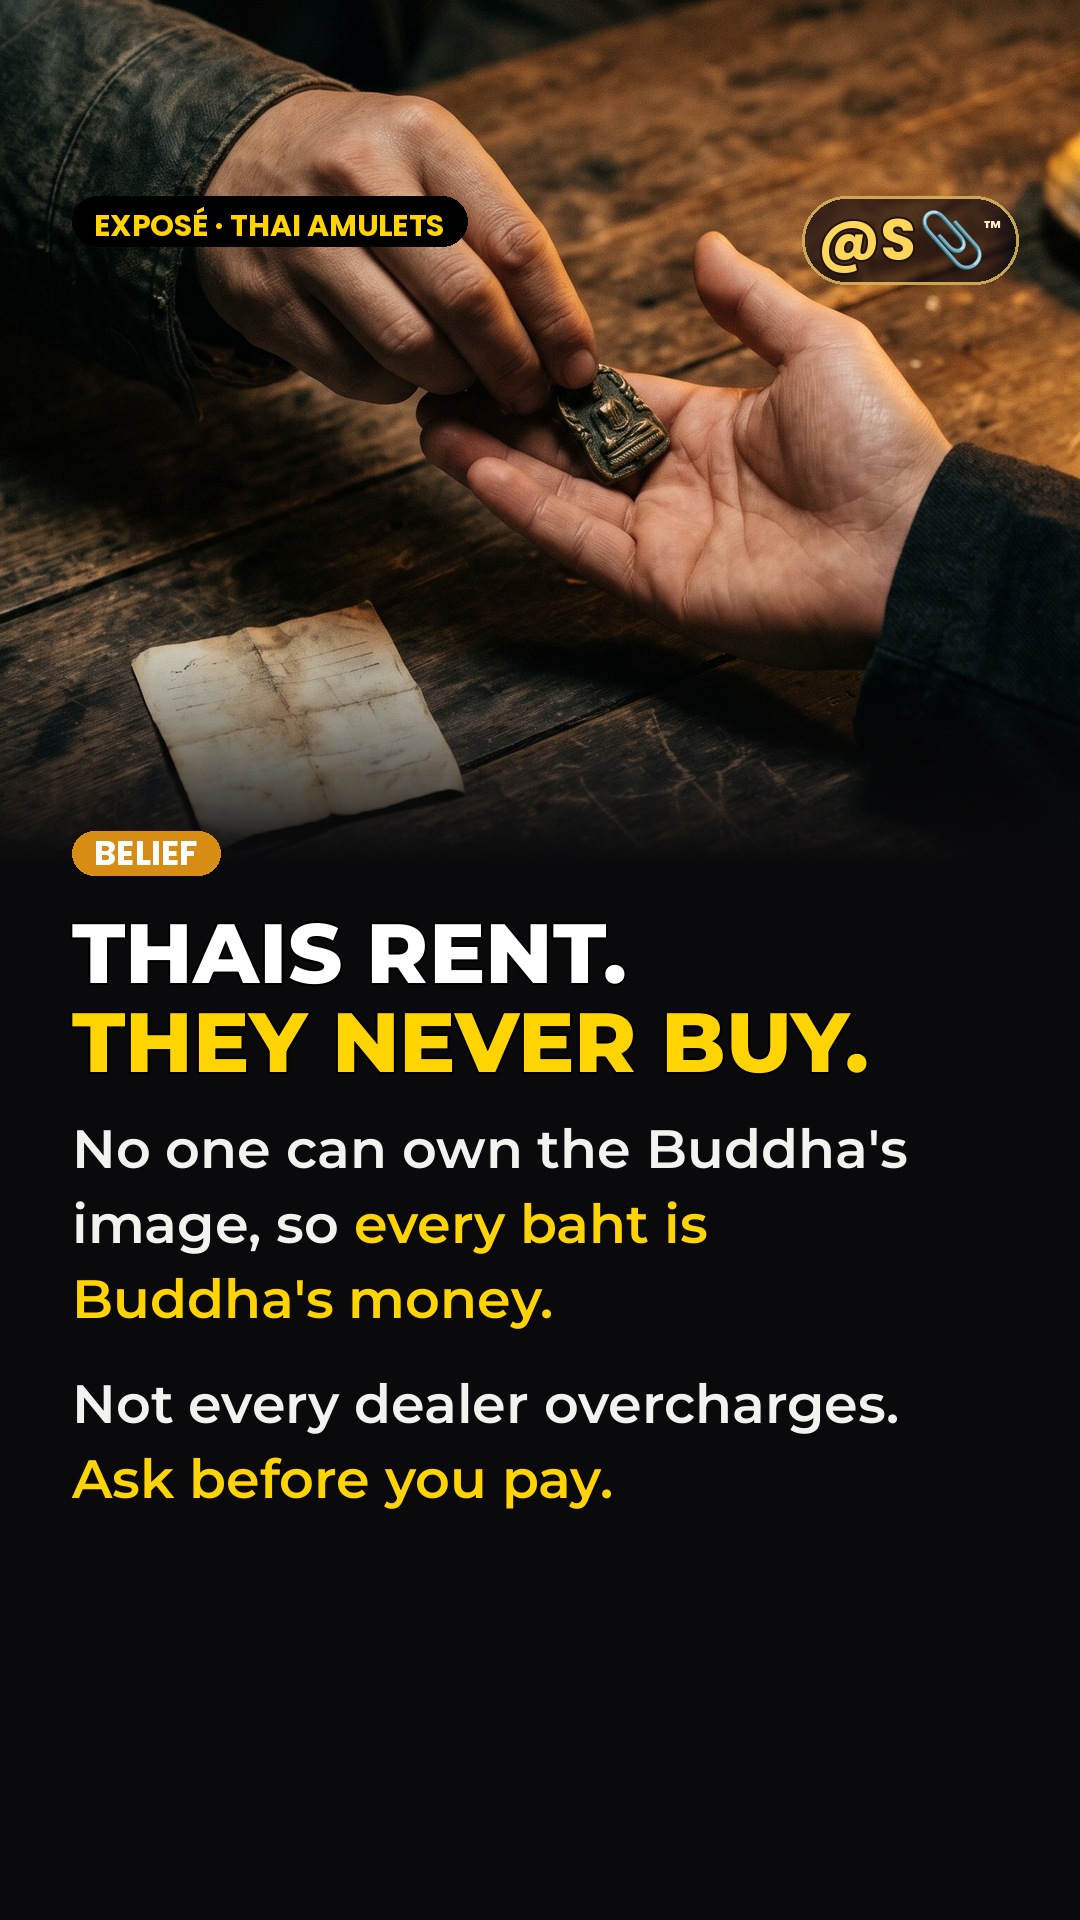 EXPOSÉ · THAI AMULETS
@S™
BELIEF
THAIS RENT.
THEY NEVER BUY.
No one can own the Buddha's
image, so every baht is
Buddha's money.
Not every dealer overcharges.
Ask before you pay.